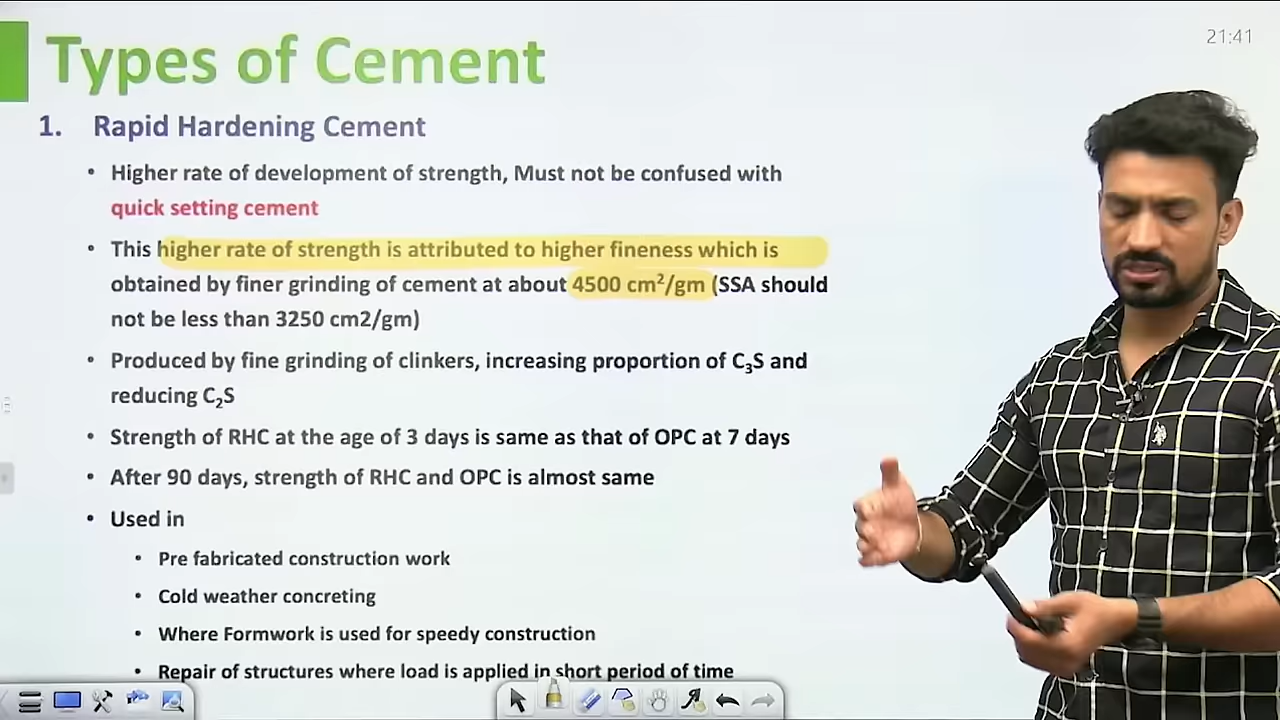 Types of Cement
21:41
1. Rapid Hardening Cement
• Higher rate of development of strength, Must not be confused with
quick setting cement
• This higher rate of strength is attributed to higher fineness which is
obtained by finer grinding of cement at about 4500 cm²/gm (SSA should
not be less than 3250 cm2/gm)
• Produced by fine grinding of clinkers, increasing proportion of C₃S and
reducing C₂S
• Strength of RHC at the age of 3 days is same as that of OPC at 7 days
• After 90 days, strength of RHC and OPC is almost same
• Used in
• Pre fabricated construction work
• Cold weather concreting
• Where Formwork is used for speedy construction
• Repair of structures where load is applied in short period of time